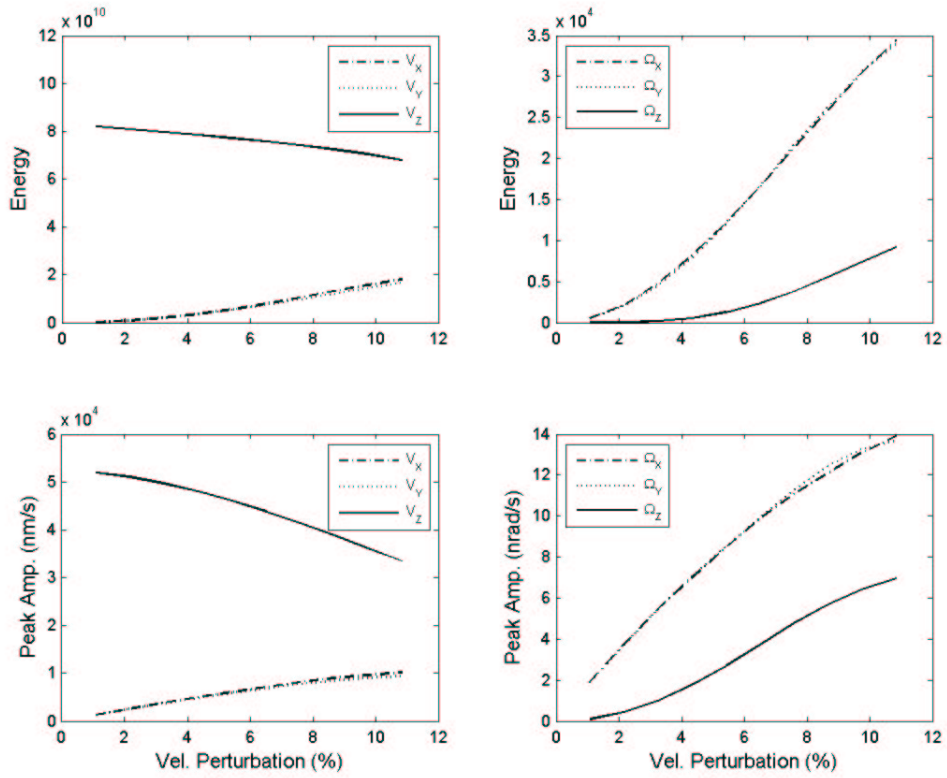 x 10^10
12
10
8
6
4
2
0
Energy
0 2 4 6 8 10 12
V_X
V_Y
V_Z
x 10^4
3.5
3
2.5
2
1.5
1
0.5
0
Energy
0 2 4 6 8 10 12
Ω_X
Ω_Y
Ω_Z
x 10^4
6
5
4
3
2
1
0
Peak Amp. (nm/s)
0 2 4 6 8 10 12
Vel. Perturbation (%)
V_X
V_Y
V_Z
14
12
10
8
6
4
2
0
Peak Amp. (nrad/s)
0 2 4 6 8 10 12
Vel. Perturbation (%)
Ω_X
Ω_Y
Ω_Z